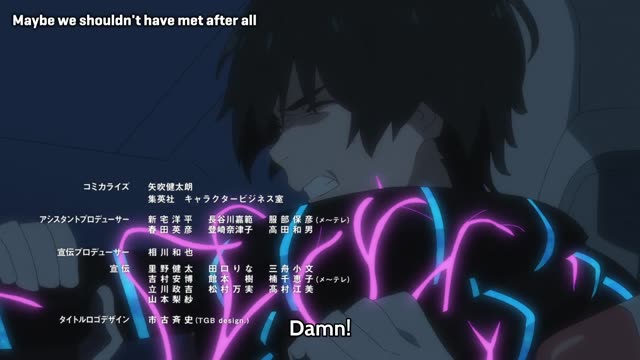 Maybe we shouldn't have met after all
コミカライズ 矢吹健太朗
集英社 キャラクタービジネス室
アシスタントプロデューサー 新宅洋平 長谷川嘉範 服部保彦(メ〜テレ)
春田英彦 登崎奈津子 高田和男
宣伝プロデューサー 相川和也
宣伝 里野健太 田口りな 三舟小文
吉村安博 館本樹 楠千恵子(メ〜テレ)
立川政吉 松村万実 髙村江美
山本梨紗
タイトルロゴデザイン 市古斉史(TGB design.)
Damn!